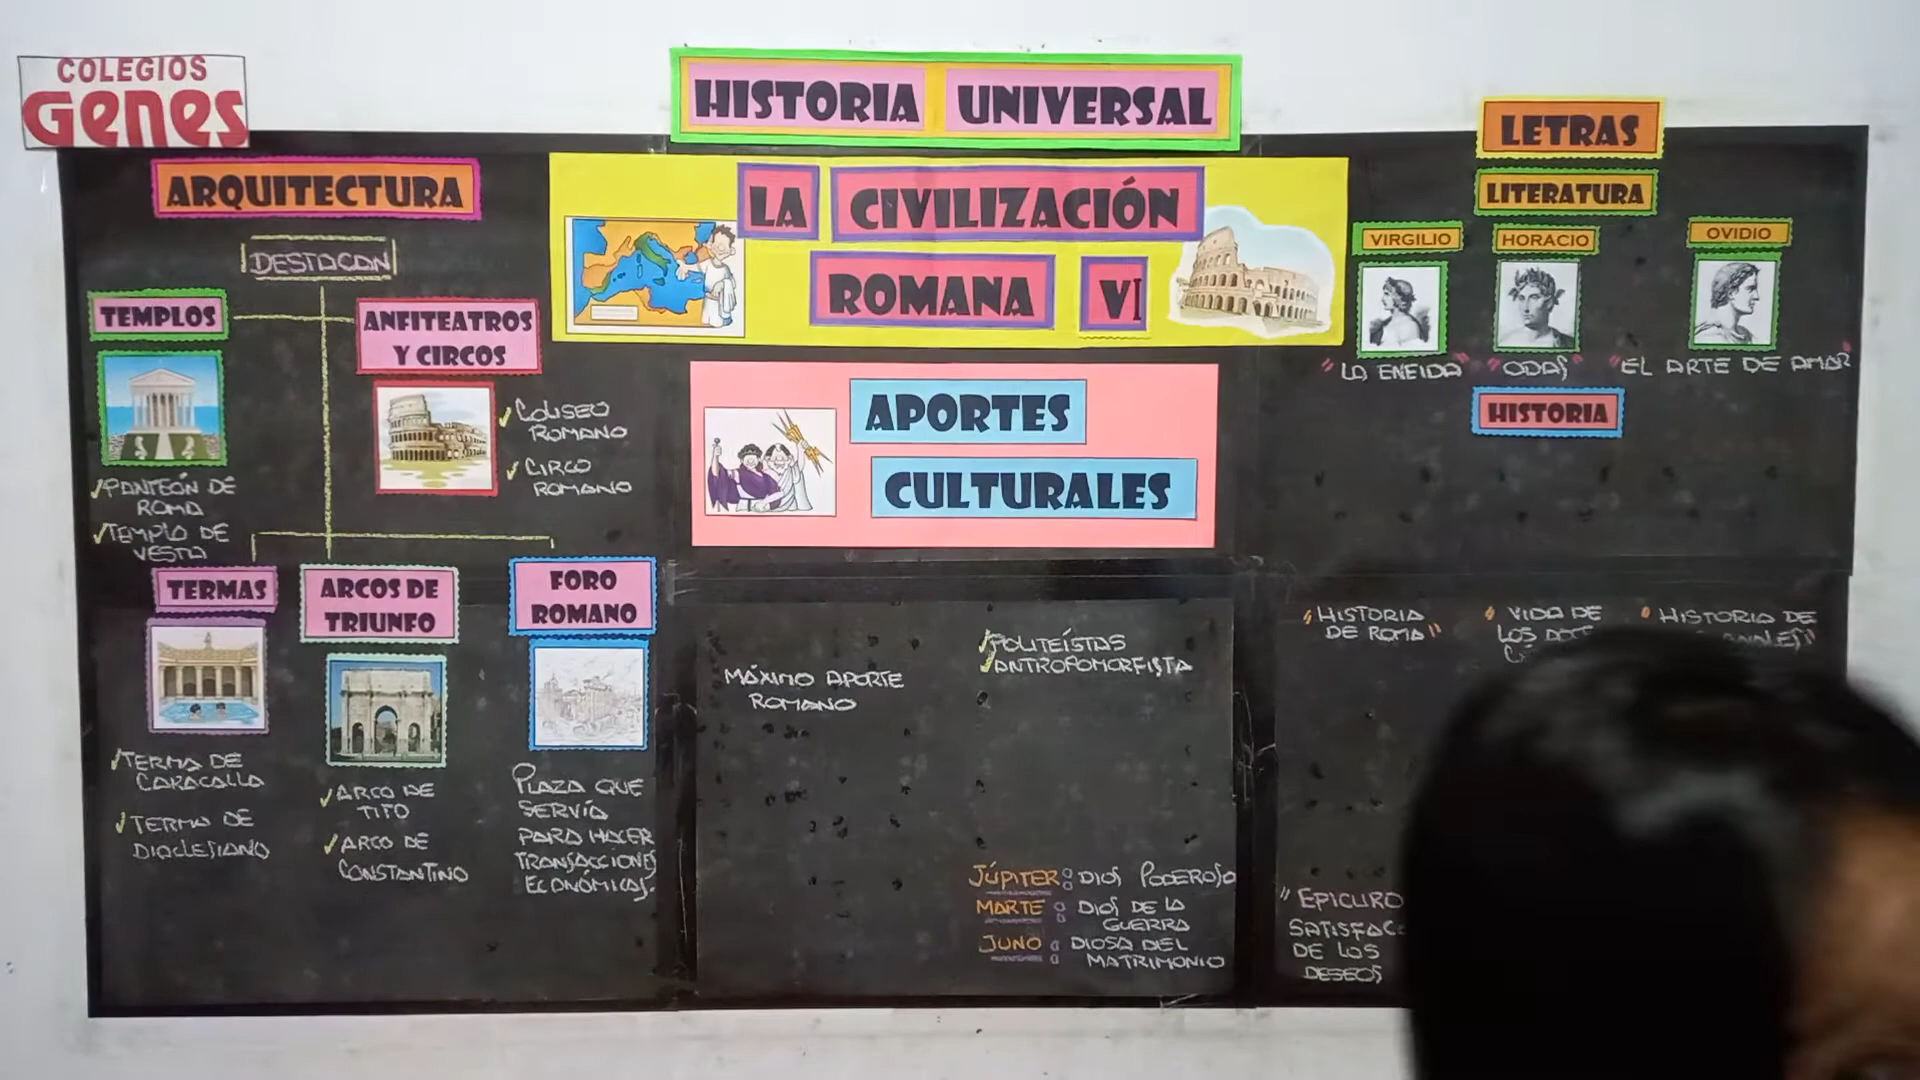 COLEGIOS
GENES
HISTORIA UNIVERSAL
LA CIVILIZACIÓN
ROMANA VI
APORTES
CULTURALES
ARQUITECTURA
DESTACAN
TEMPLOS
PANTEÓN DE
ROMA
TEMPLO DE
VESTA
ANFITEATROS
Y CIRCOS
COLISEO
ROMANO
CIRCO
ROMANO
TERMAS
TERMA DE
CARACALLA
TERMA DE
DIOCLESIANO
ARCOS DE
TRIUNFO
ARCO DE
TITO
ARCO DE
CONSTANTINO
FORO
ROMANO
PLAZA QUE
SERVÍA
PARA HACER
TRANSACCIONES
ECONÓMICAS.
MÁXIMO APORTE
ROMANO
POLITEÍSTAS
ANTROPOMORFISTA
JÚPITER: DIOS PODEROSO
MARTE : DIOS DE LA
GUERRA
JUNO : DIOSA DEL
MATRIMONIO
LETRAS
LITERATURA
VIRGILIO
"LA ENEIDA"
HORACIO
"ODAS"
OVIDIO
"EL ARTE DE AMAR"
HISTORIA
"HISTORIA
DE ROMA"
" VIDA DE
LOS
" HISTORIA DE
" EPICURO
DE LOS
DESEOS